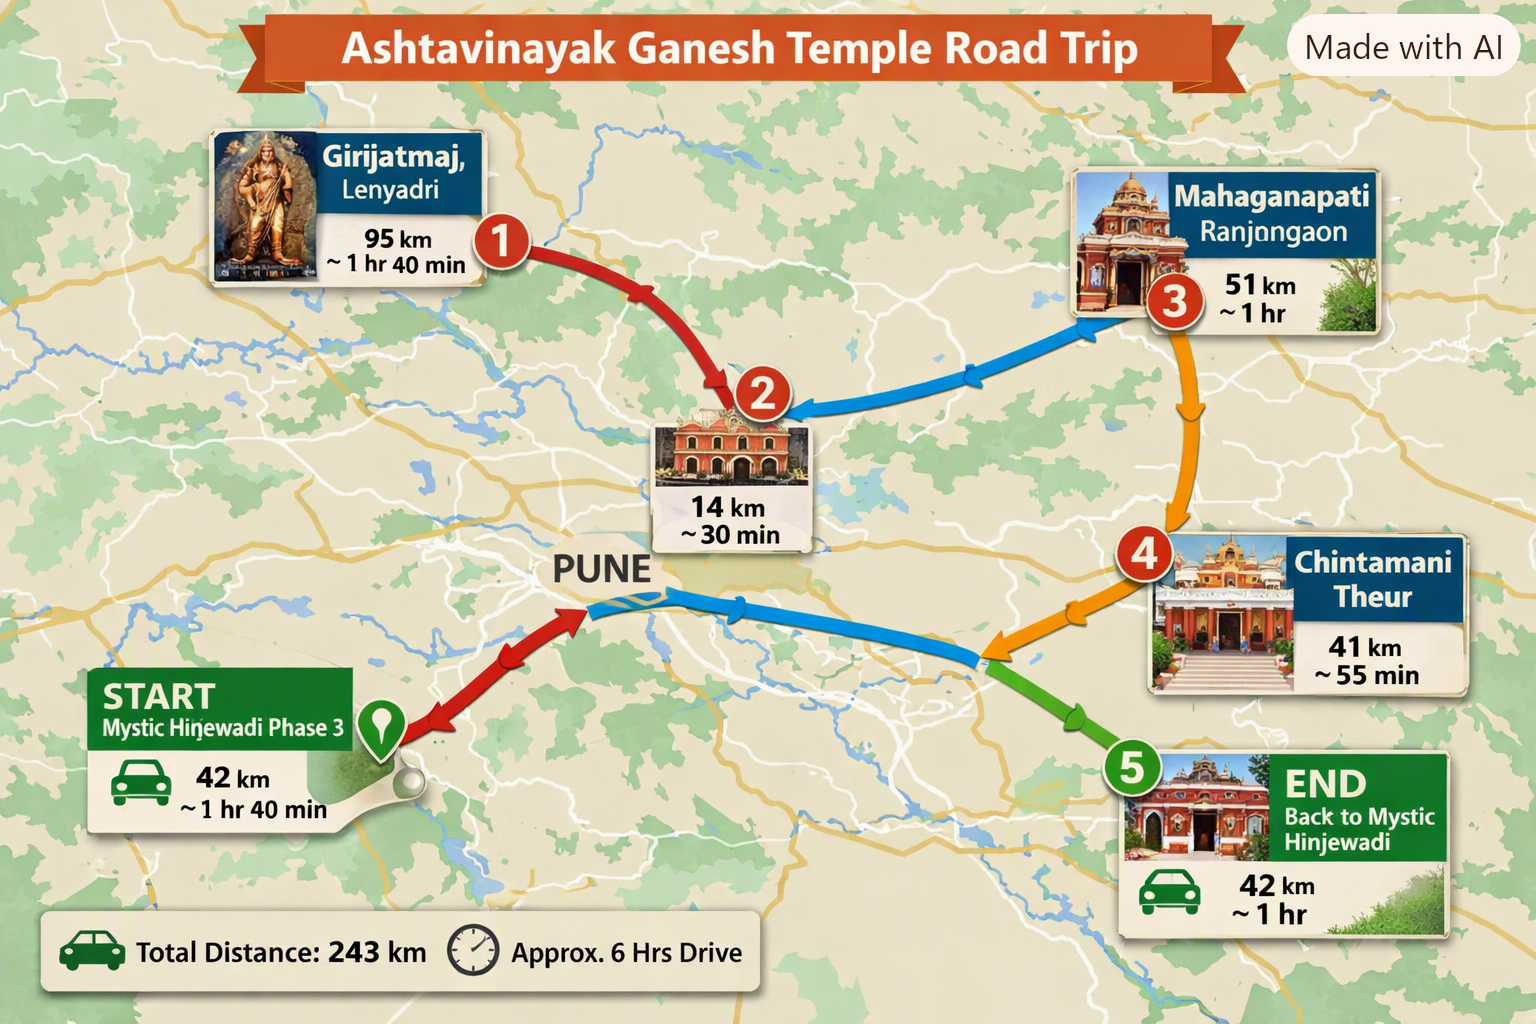 Ashtavinayak Ganesh Temple Road Trip
Made with AI
Girijatmaj,
Lenyadri
95 km
~ 1 hr 40 min
1
Mahaganapati
Ranjongaon
51 km
~ 1 hr
3
2
14 km
~ 30 min
PUNE
4
Chintamani
Theur
41 km
~ 55 min
START
Mystic Hinjewadi Phase 3
42 km
~ 1 hr 40 min
5
END
Back to Mystic
Hinjewadi
42 km
~ 1 hr
Total Distance: 243 km
Approx. 6 Hrs Drive